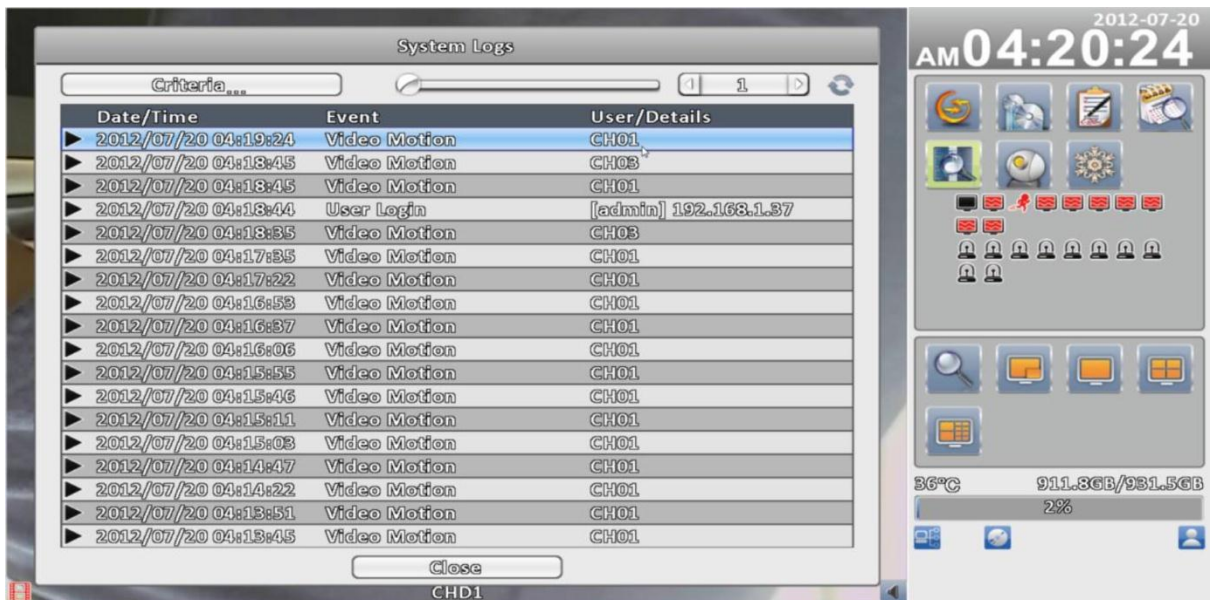 System Logs
Criteria...
1
Date/Time Event User/Details
2012/07/20 04:19:24 Video Motion CH01
2012/07/20 04:18:45 Video Motion CH03
2012/07/20 04:18:45 Video Motion CH01
2012/07/20 04:18:44 User Login [admin] 192.168.1.37
2012/07/20 04:18:35 Video Motion CH03
2012/07/20 04:17:35 Video Motion CH01
2012/07/20 04:17:22 Video Motion CH01
2012/07/20 04:16:53 Video Motion CH01
2012/07/20 04:16:37 Video Motion CH01
2012/07/20 04:16:06 Video Motion CH01
2012/07/20 04:15:55 Video Motion CH01
2012/07/20 04:15:46 Video Motion CH01
2012/07/20 04:15:11 Video Motion CH01
2012/07/20 04:15:03 Video Motion CH01
2012/07/20 04:14:47 Video Motion CH01
2012/07/20 04:14:22 Video Motion CH01
2012/07/20 04:13:51 Video Motion CH01
2012/07/20 04:13:45 Video Motion CH01
Close
CHD1
2012-07-20
AM04:20:24
36°C 911.8GB/931.5GB
2%